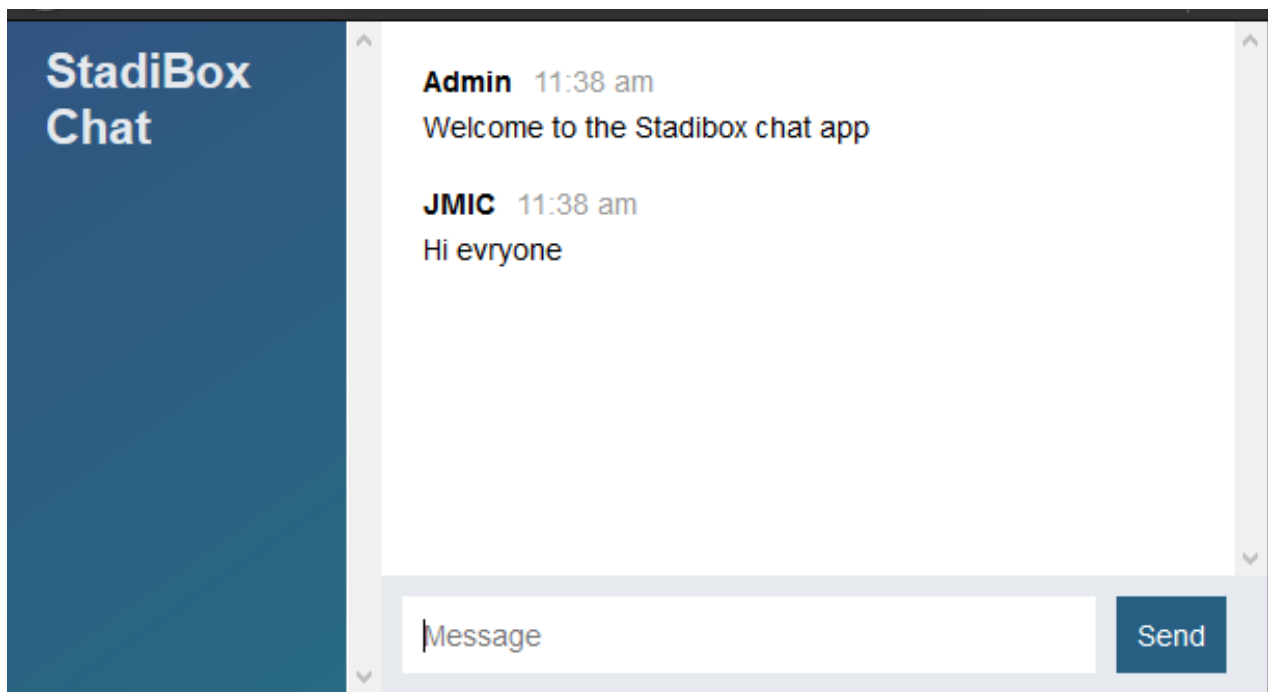 StadiBox
Chat
Admin 11:38 am
Welcome to the Stadibox chat app
JMIC 11:38 am
Hi evryone
Message
Send